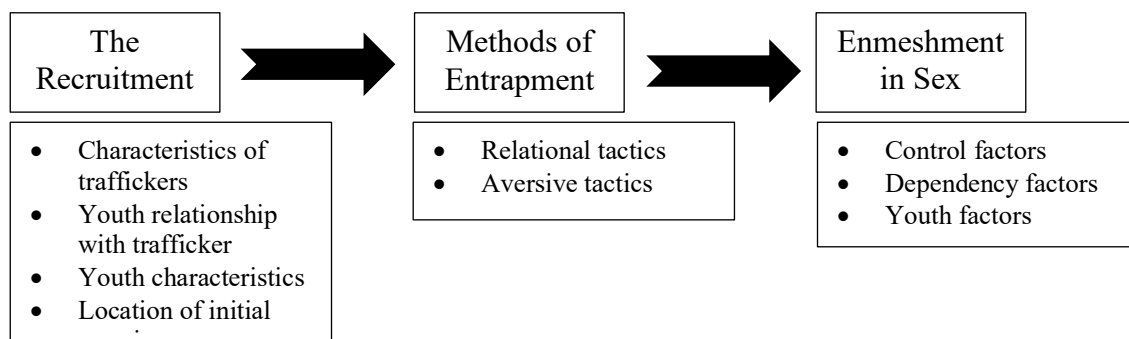 The
Recruitment
Methods of
Entrapment
Enmeshment
in Sex
• Characteristics of
traffickers
• Youth relationship
with trafficker
• Youth characteristics
• Location of initial
• Relational tactics
• Aversive tactics
• Control factors
• Dependency factors
• Youth factors